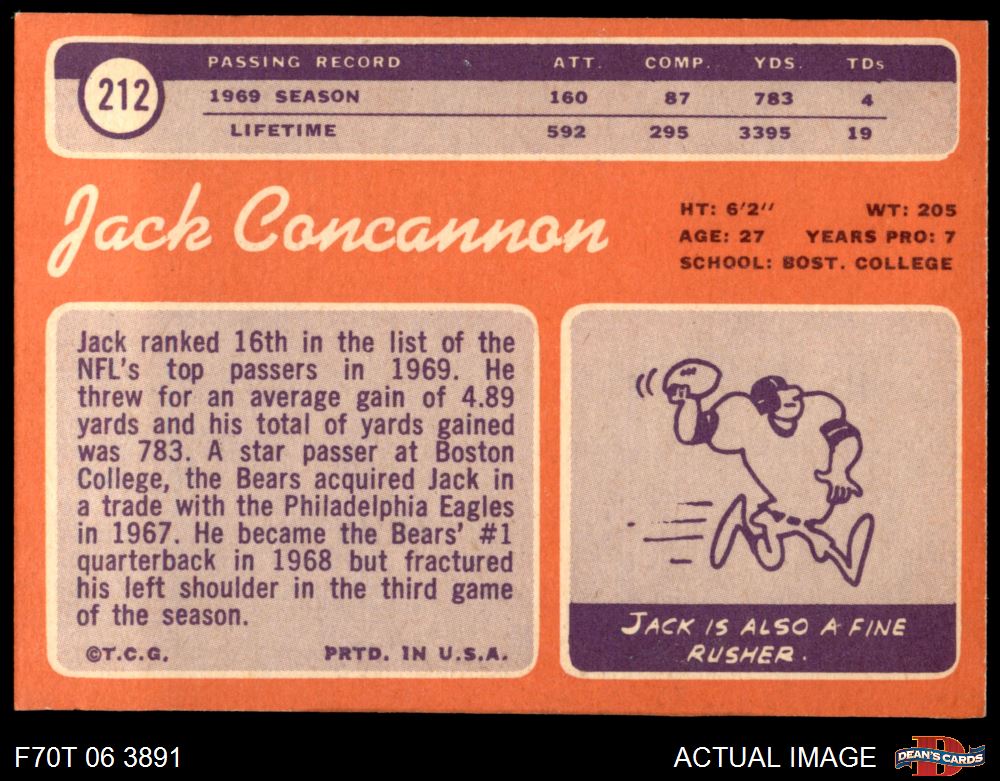 212
PASSING RECORD ATT. COMP. YDS. TDs
1969 SEASON 160 87 783 4
LIFETIME 592 295 3395 19
Jack Concannon
HT: 6'2" WT: 205
AGE: 27 YEARS PRO: 7
SCHOOL: BOST. COLLEGE
Jack ranked 16th in the list of the
NFL's top passers in 1969. He
threw for an average gain of 4.89
yards and his total of yards gained
was 783. A star passer at Boston
College, the Bears acquired Jack in
a trade with the Philadelphia Eagles
in 1967. He became the Bears' #1
quarterback in 1968 but fractured
his left shoulder in the third game
of the season.
©T.C.G. PRTD. IN U.S.A.
JACK IS ALSO A FINE
RUSHER.
F70T 06 3891 ACTUAL IMAGE
D
DEAN'S CARDS